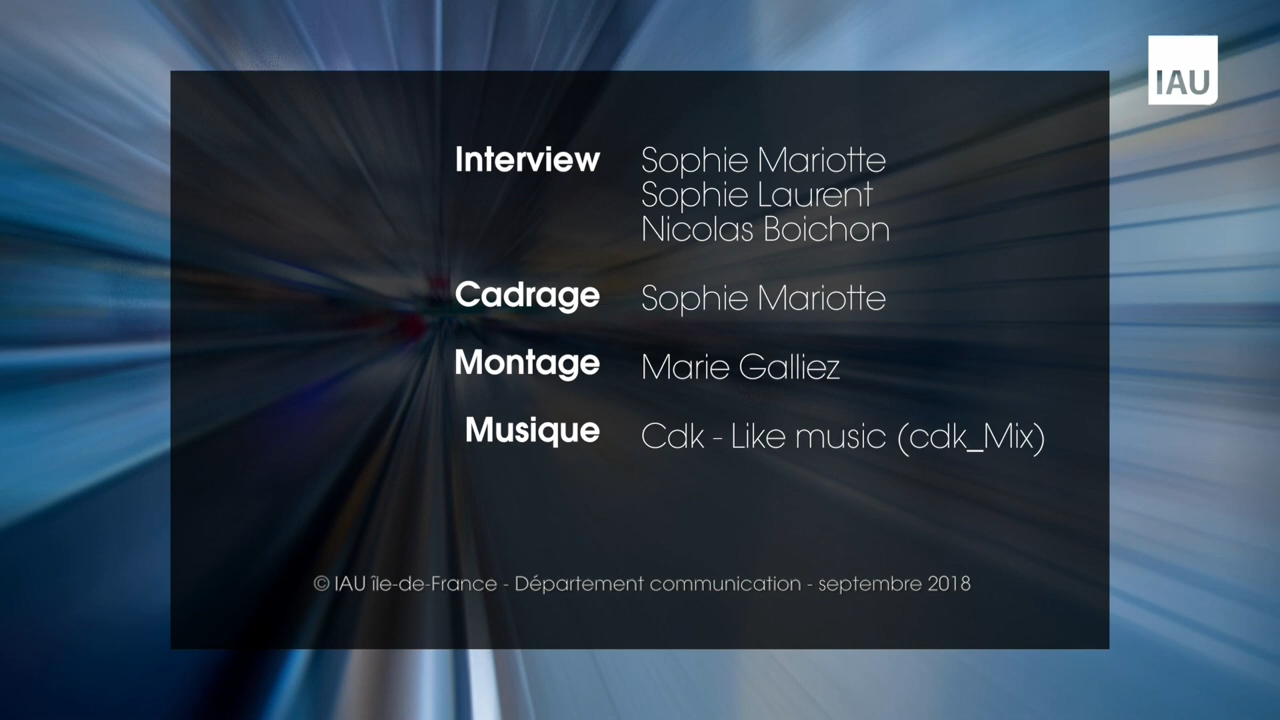 IAU
Interview Sophie Mariotte
Sophie Laurent
Nicolas Boichon
Cadrage Sophie Mariotte
Montage Marie Galliez
Musique Cdk - Like music (cdk_Mix)
© IAU île-de-France - Département communication - septembre 2018